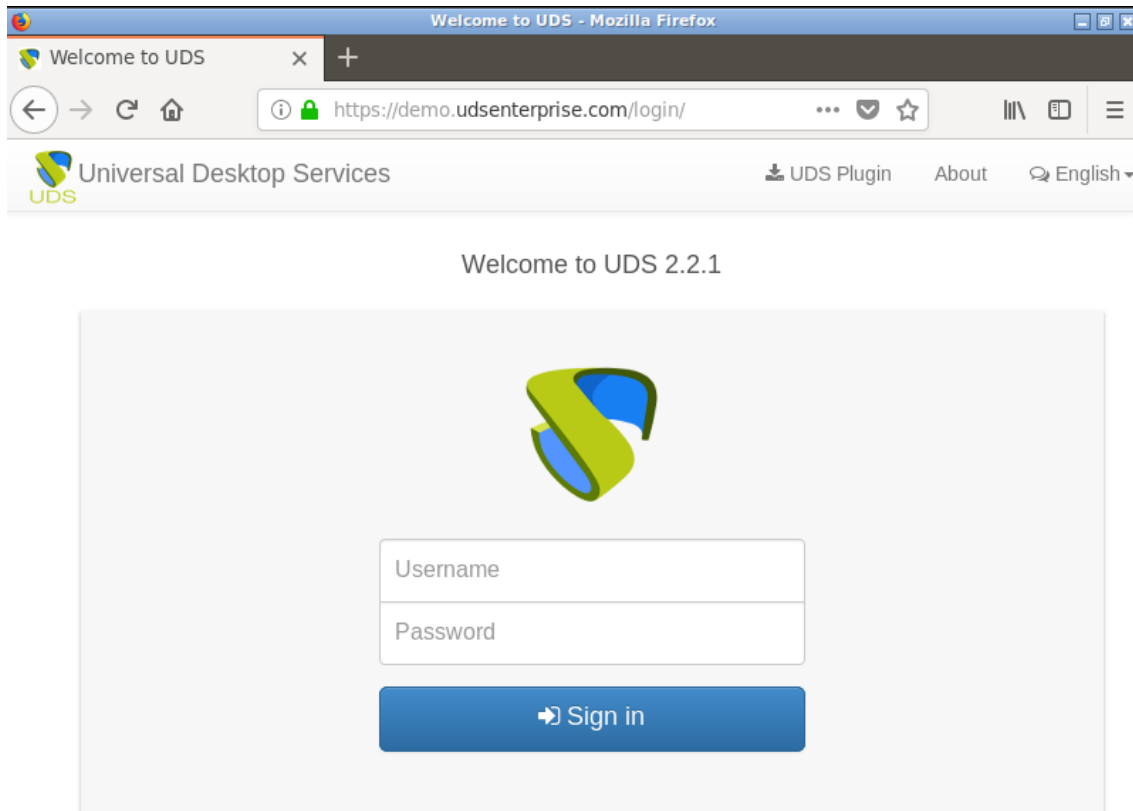 Welcome to UDS - Mozilla Firefox
Welcome to UDS
https://demo.udsenterprise.com/login/
UDS
Universal Desktop Services
UDS Plugin About English
Welcome to UDS 2.2.1
Username
Password
Sign in